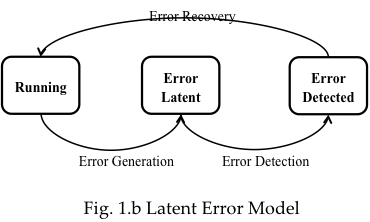 Error Recovery
Running
Error
Latent
Error
Detected
Error Generation
Error Detection
Fig. 1.b Latent Error Model